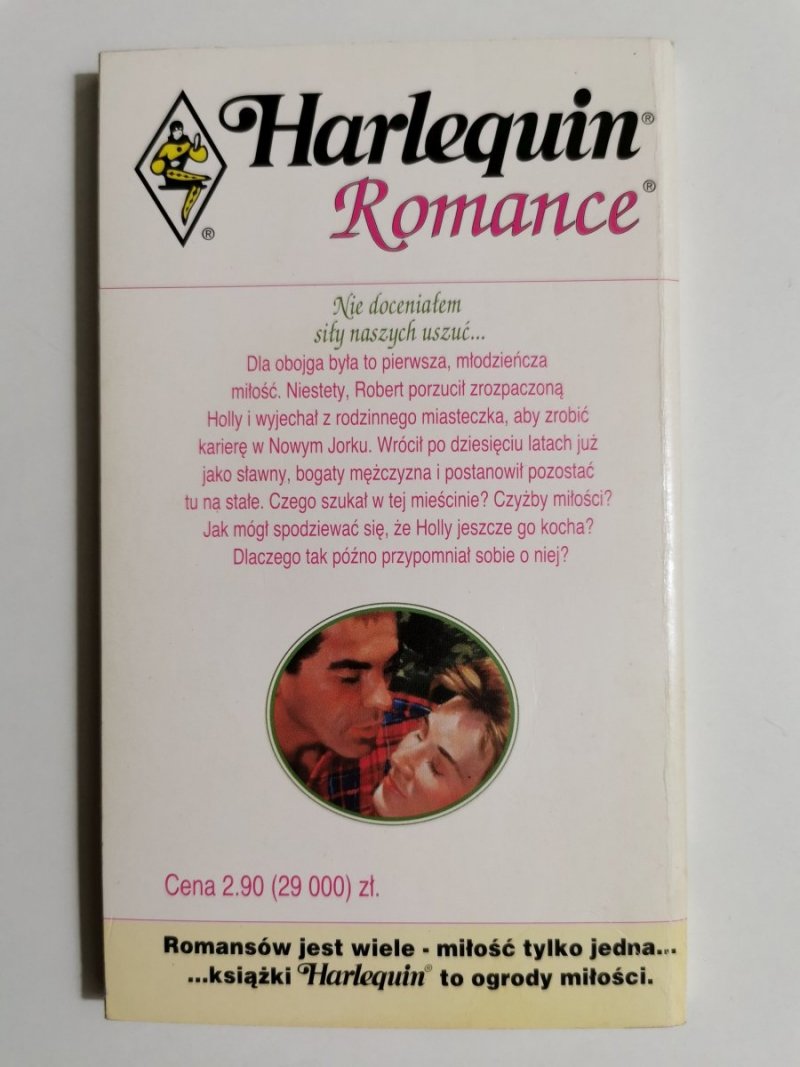 Harlequin®
Romance®
®
Nie doceniałem
siły naszych uszuć...
Dla obojga była to pierwsza, młodzieńcza
miłość. Niestety, Robert porzucił zrozpaczoną
Holly i wyjechał z rodzinnego miasteczka, aby zrobić
karierę w Nowym Jorku. Wrócił po dziesięciu latach już
jako sławny, bogaty mężczyzna i postanowił pozostać
tu na stałe. Czego szukał w tej mieścinie? Czyżby miłości?
Jak mógł spodziewać się, że Holly jeszcze go kocha?
Dlaczego tak późno przypomniał sobie o niej?
Cena 2.90 (29 000) zł.
Romansów jest wiele - miłość tylko jedna...
...książki Harlequin® to ogrody miłości.